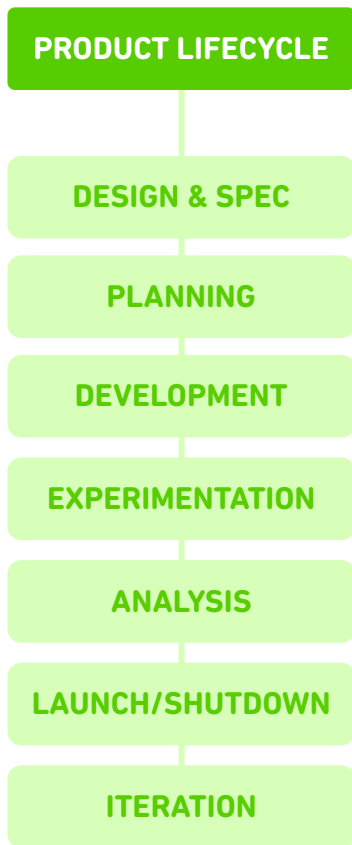 PRODUCT LIFECYCLE
DESIGN & SPEC
PLANNING
DEVELOPMENT
EXPERIMENTATION
ANALYSIS
LAUNCH/SHUTDOWN
ITERATION